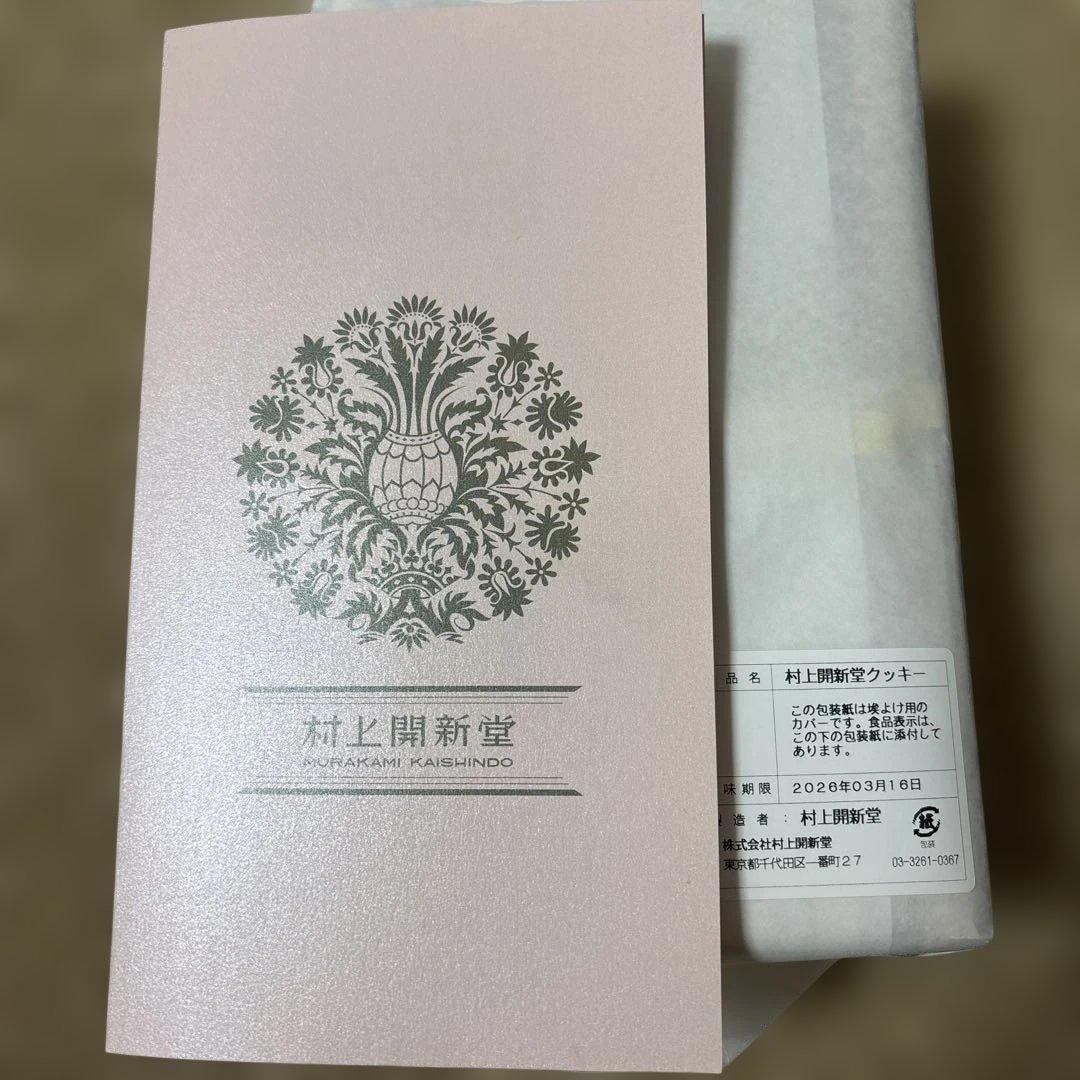 村上開新堂
MURAKAMI KAISHINDO
品名 村上開新堂クッキー
この包装紙は埃よけ用の
カバーです。食品表示は、
この下の包装紙に添付して
あります。
味期限 2026年03月16日
製造者: 村上開新堂
株式会社村上開新堂
東京都千代田区一番町27 03-3261-0367
紙
包装